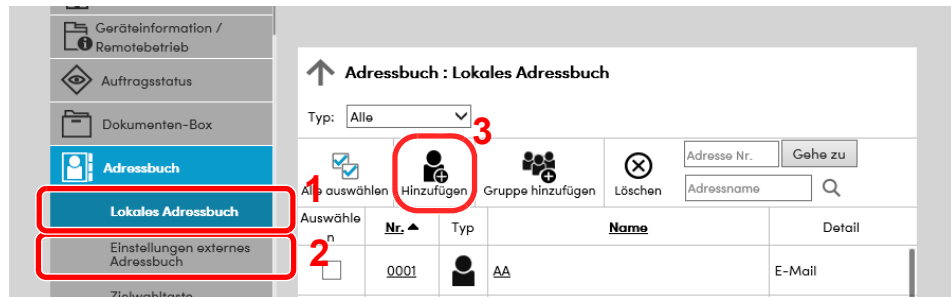 Geräteinformation /
Remotebetrieb
Auftragsstatus
Dokumenten-Box
Adressbuch
1
Lokales Adressbuch
2
Einstellungen externes
Adressbuch
Zielwahltaste
Adressbuch : Lokales Adressbuch
Typ: Alle
3
Adresse Nr. Gehe zu
Alle auswählen Hinzufügen Gruppe hinzufügen Löschen Adressname
Auswähle
n Nr. Typ Name Detail
0001 AA E-Mail